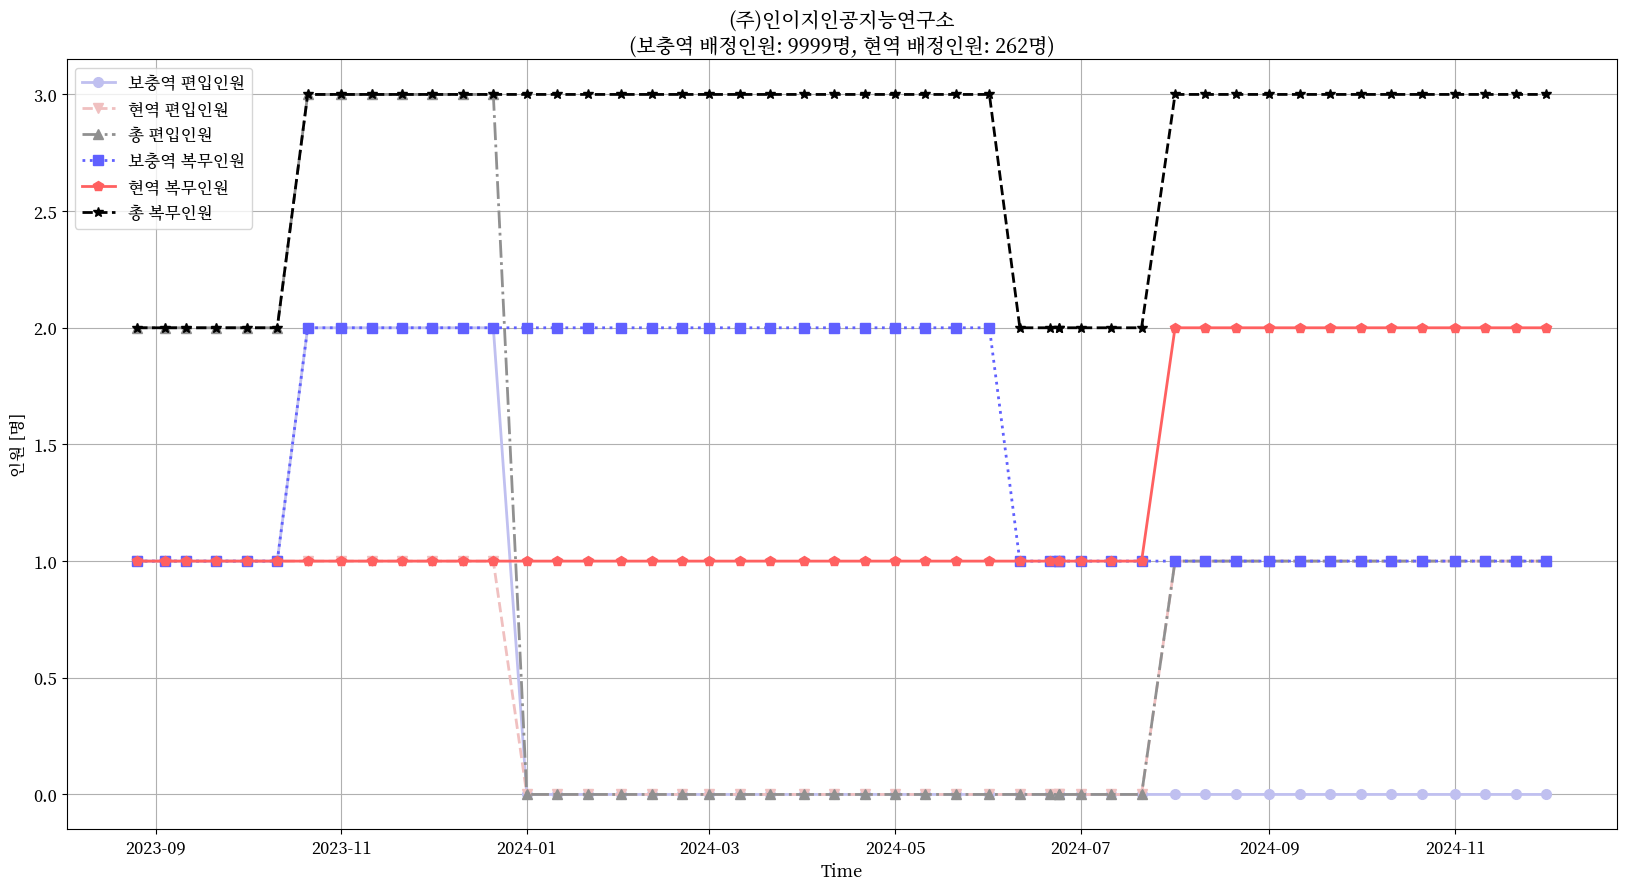 (주)인이지인공지능연구소
(보충역 배정인원: 9999명, 현역 배정인원: 262명)
보충역 편입인원
현역 편입인원
총 편입인원
보충역 복무인원
현역 복무인원
총 복무인원
3.0
2.5
2.0
1.5
1.0
0.5
0.0
인원 [명]
2023-09 2023-11 2024-01 2024-03 2024-05 2024-07 2024-09 2024-11
Time